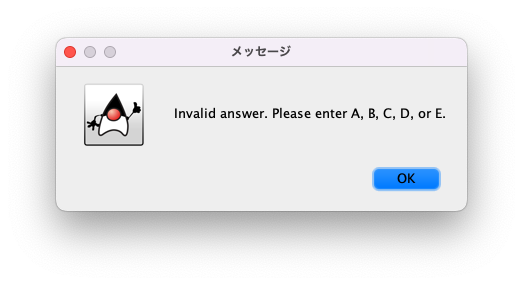 メッセージ
Invalid answer. Please enter A, B, C, D, or E.
OK